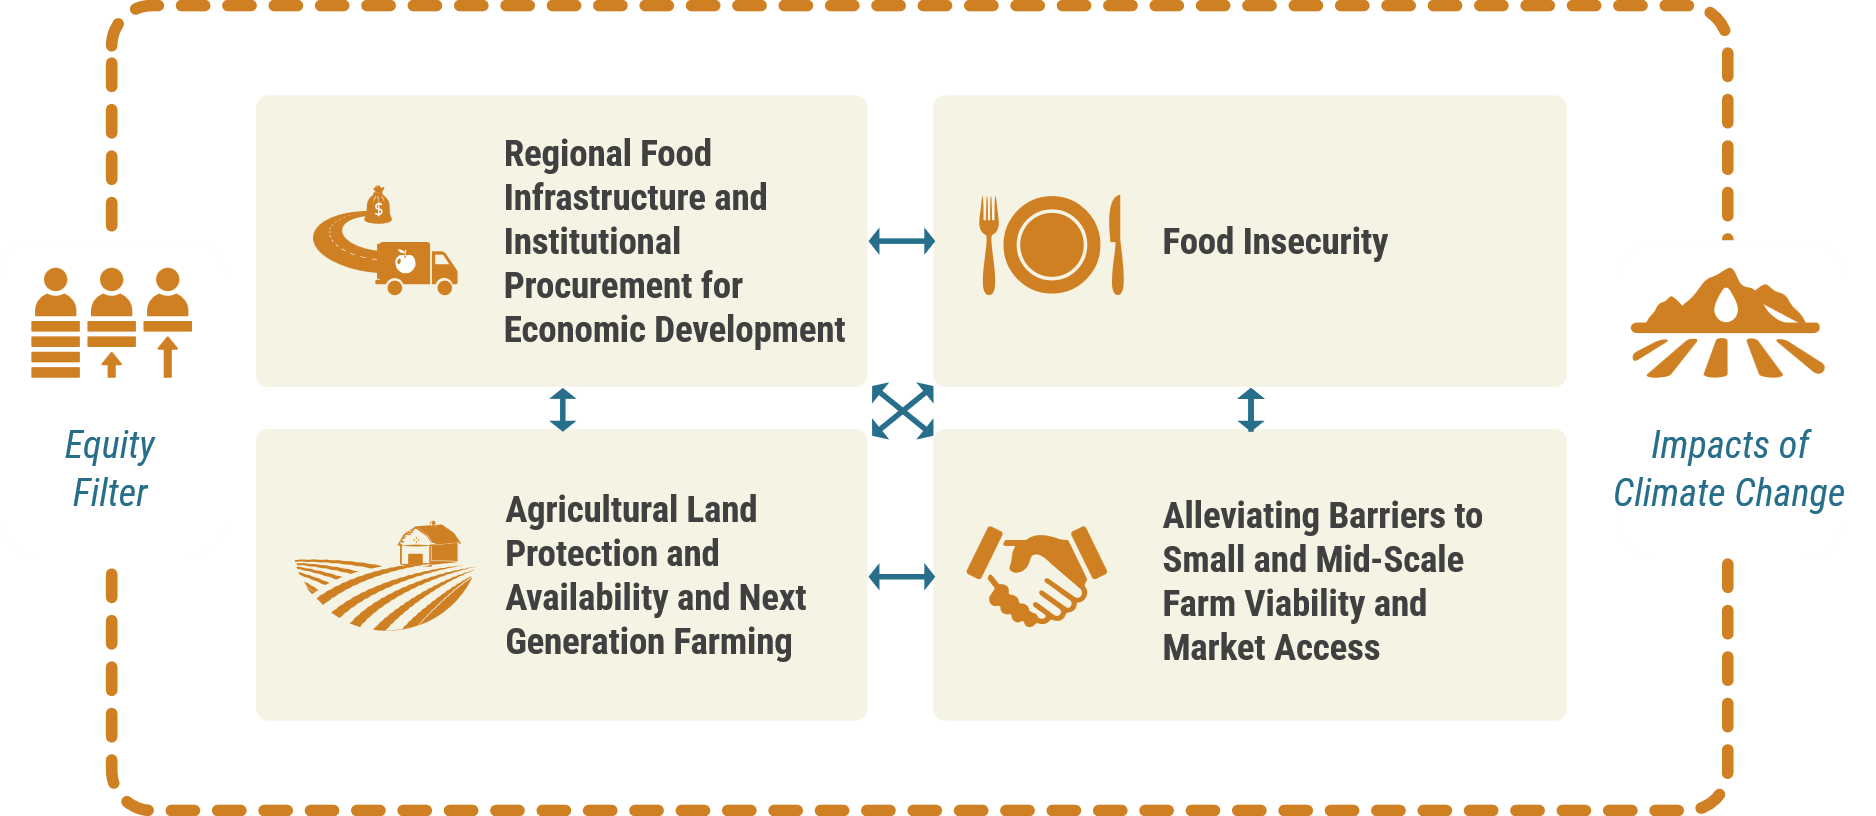 Regional Food
Infrastructure and
Institutional
Procurement for
Economic Development
$
Food Insecurity
Equity
Filter
Impacts of
Climate Change
Agricultural Land
Protection and
Availability and Next
Generation Farming
Alleviating Barriers to
Small and Mid-Scale
Farm Viability and
Market Access